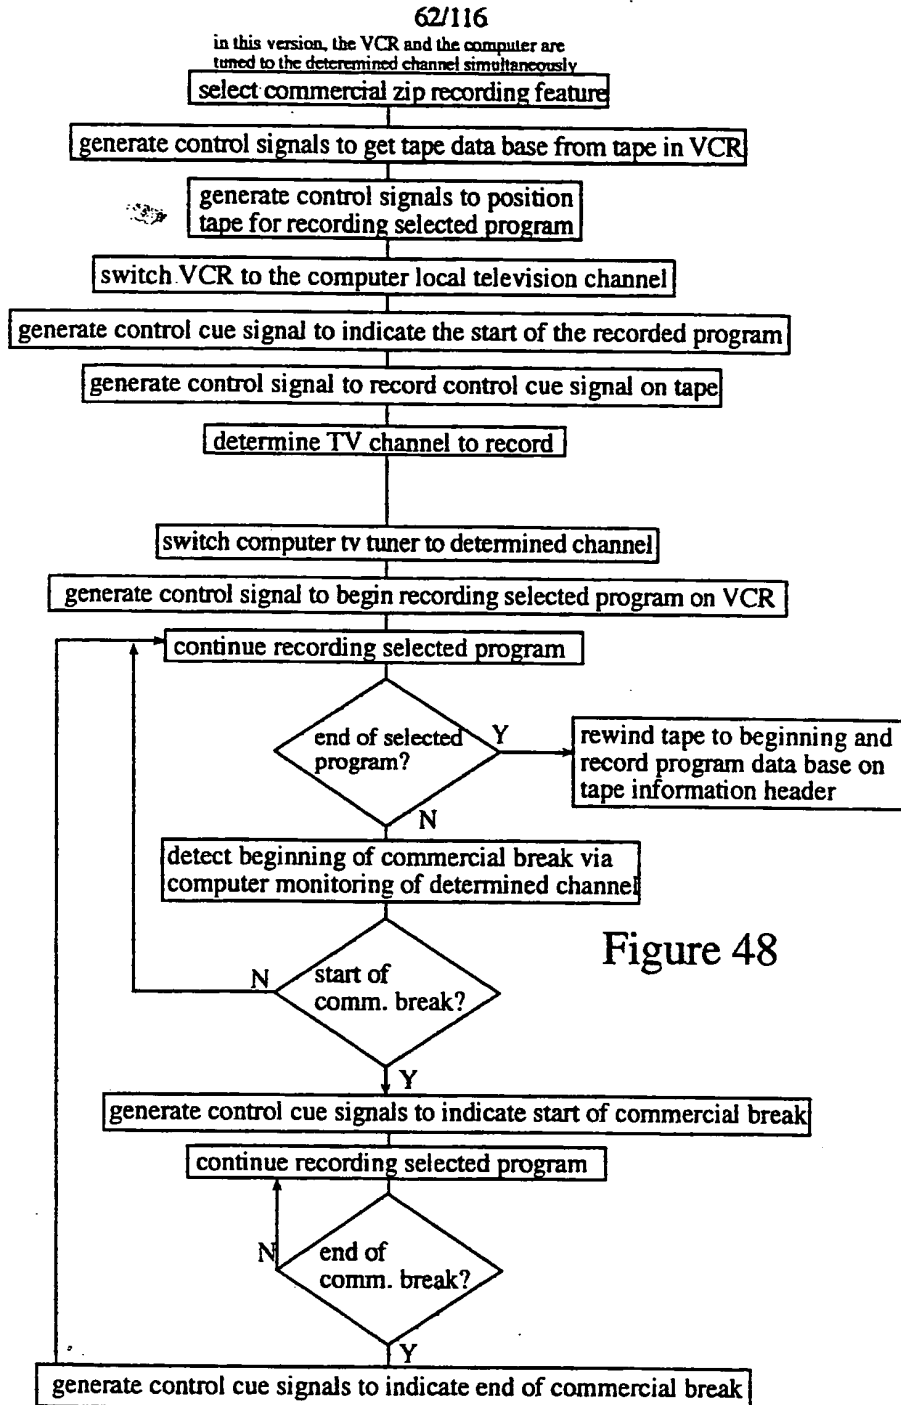 62/116
in this version, the VCR and the computer are
tuned to the deteremined channel simultaneously
select commercial zip recording feature
generate control signals to get tape data base from tape in VCR
generate control signals to position
tape for recording selected program
switch VCR to the computer local television channel
generate control cue signal to indicate the start of the recorded program
generate control signal to record control cue signal on tape
determine TV channel to record
switch computer tv tuner to determined channel
generate control signal to begin recording selected program on VCR
continue recording selected program
end of selected
program?
Y
rewind tape to beginning and
record program data base on
tape information header
N
detect beginning of commercial break via
computer monitoring of determined channel
Figure 48
N
start of
comm. break?
Y
generate control cue signals to indicate start of commercial break
continue recording selected program
N
end of
comm. break?
Y
generate control cue signals to indicate end of commercial break